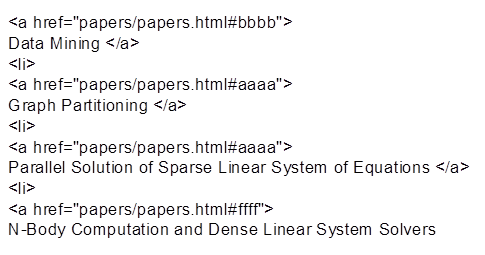 <a href="papers/papers.html#bbbb">
Data Mining </a>
<li>
<a href="papers/papers.html#aaaa">
Graph Partitioning </a>
<li>
<a href="papers/papers.html#aaaa">
Parallel Solution of Sparse Linear System of Equations </a>
<li>
<a href="papers/papers.html#ffff">
N-Body Computation and Dense Linear System Solvers